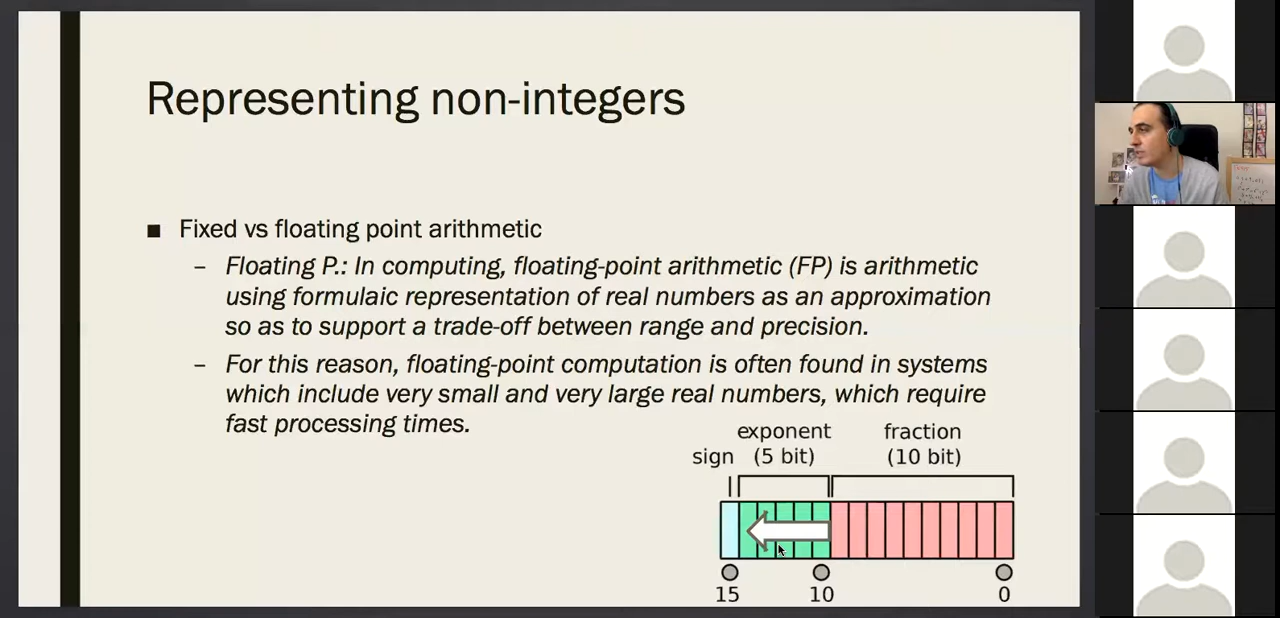 Representing non-integers
■ Fixed vs floating point arithmetic
– Floating P.: In computing, floating-point arithmetic (FP) is arithmetic
using formulaic representation of real numbers as an approximation
so as to support a trade-off between range and precision.
– For this reason, floating-point computation is often found in systems
which include very small and very large real numbers, which require
fast processing times.
exponent fraction
sign (5 bit) (10 bit)
15 10 0